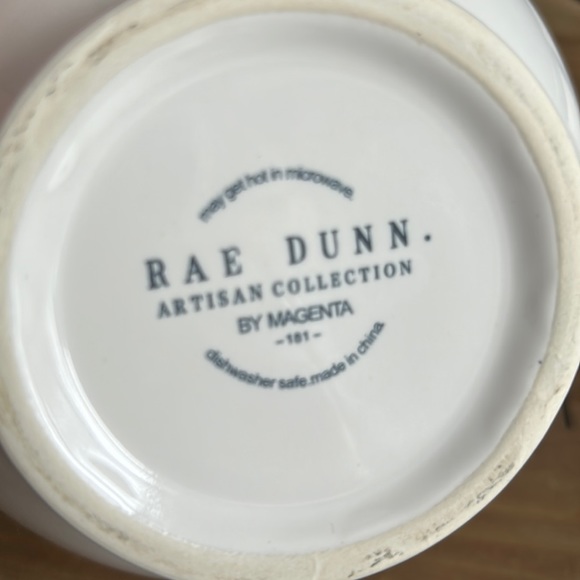 may get hot in microwave.
RAE DUNN.
ARTISAN COLLECTION
BY MAGENTA
-181-
dishwasher safe.made in china